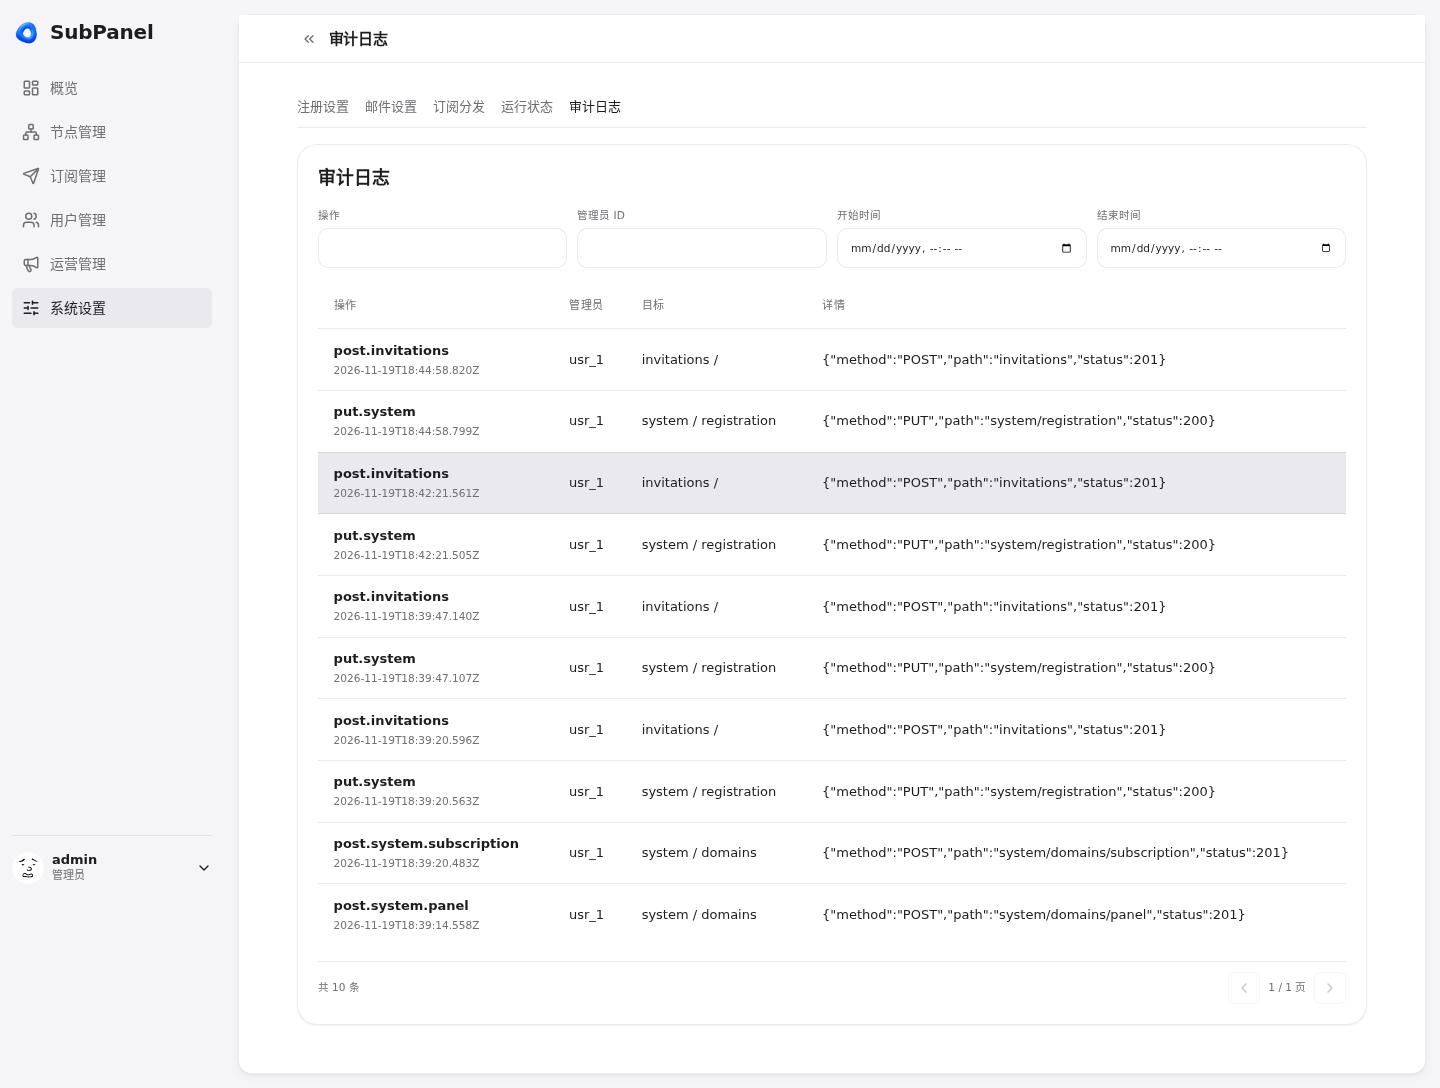 SubPanel
概览
节点管理
订阅管理
用户管理
运营管理
系统设置
admin
管理员
审计日志
注册设置 邮件设置 订阅分发 运行状态 审计日志
审计日志
操作 管理员 ID 开始时间 结束时间
mm/dd/yyyy, --:-- -- mm/dd/yyyy, --:-- --
操作 管理员 目标 详情
post.invitations
2026-11-19T18:44:58.820Z
usr_1 invitations / {"method":"POST","path":"invitations","status":201}
put.system
2026-11-19T18:44:58.799Z
usr_1 system / registration {"method":"PUT","path":"system/registration","status":200}
post.invitations
2026-11-19T18:42:21.561Z
usr_1 invitations / {"method":"POST","path":"invitations","status":201}
put.system
2026-11-19T18:42:21.505Z
usr_1 system / registration {"method":"PUT","path":"system/registration","status":200}
post.invitations
2026-11-19T18:39:47.140Z
usr_1 invitations / {"method":"POST","path":"invitations","status":201}
put.system
2026-11-19T18:39:47.107Z
usr_1 system / registration {"method":"PUT","path":"system/registration","status":200}
post.invitations
2026-11-19T18:39:20.596Z
usr_1 invitations / {"method":"POST","path":"invitations","status":201}
put.system
2026-11-19T18:39:20.563Z
usr_1 system / registration {"method":"PUT","path":"system/registration","status":200}
post.system.subscription
2026-11-19T18:39:20.483Z
usr_1 system / domains {"method":"POST","path":"system/domains/subscription","status":201}
post.system.panel
2026-11-19T18:39:14.558Z
usr_1 system / domains {"method":"POST","path":"system/domains/panel","status":201}
共 10 条 1 / 1 页